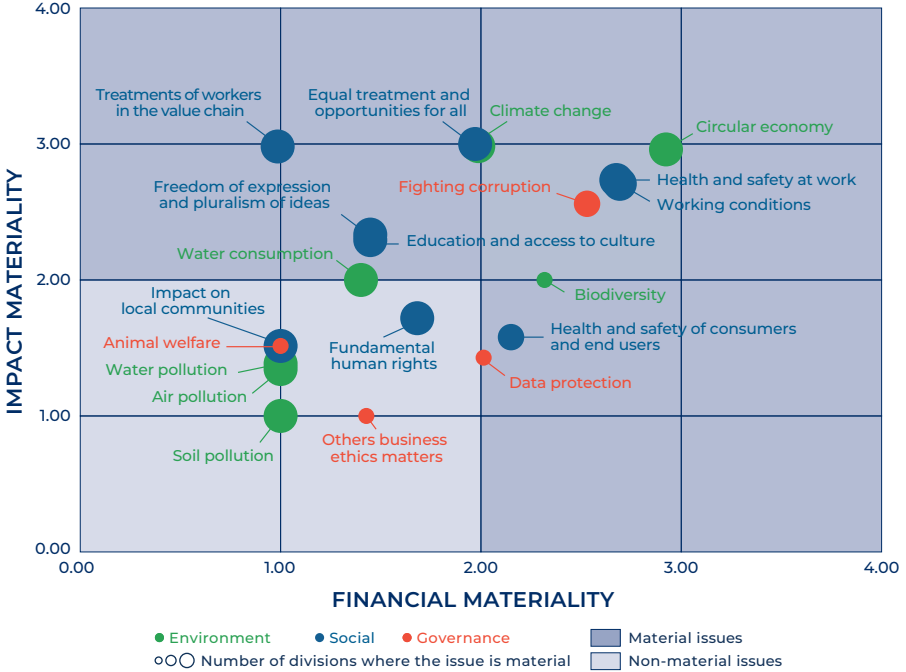 4.00
Treatments of workers
in the value chain
Equal treatment and
opportunities for all
Climate change
Circular economy
3.00
Freedom of expression
and pluralism of ideas
Fighting corruption
Health and safety at work
Working conditions
Education and access to culture
Water consumption
2.00
Impact on
local communities
Biodiversity
Animal welfare
Fundamental
human rights
Health and safety of consumers
and end users
Water pollution
Air pollution
Data protection
1.00
Soil pollution
Others business
ethics matters
0.00
IMPACT MATERIALITY
0.00
1.00
2.00
3.00
4.00
FINANCIAL MATERIALITY
Environment
Social
Governance
Material issues
Number of divisions where the issue is material
Non-material issues